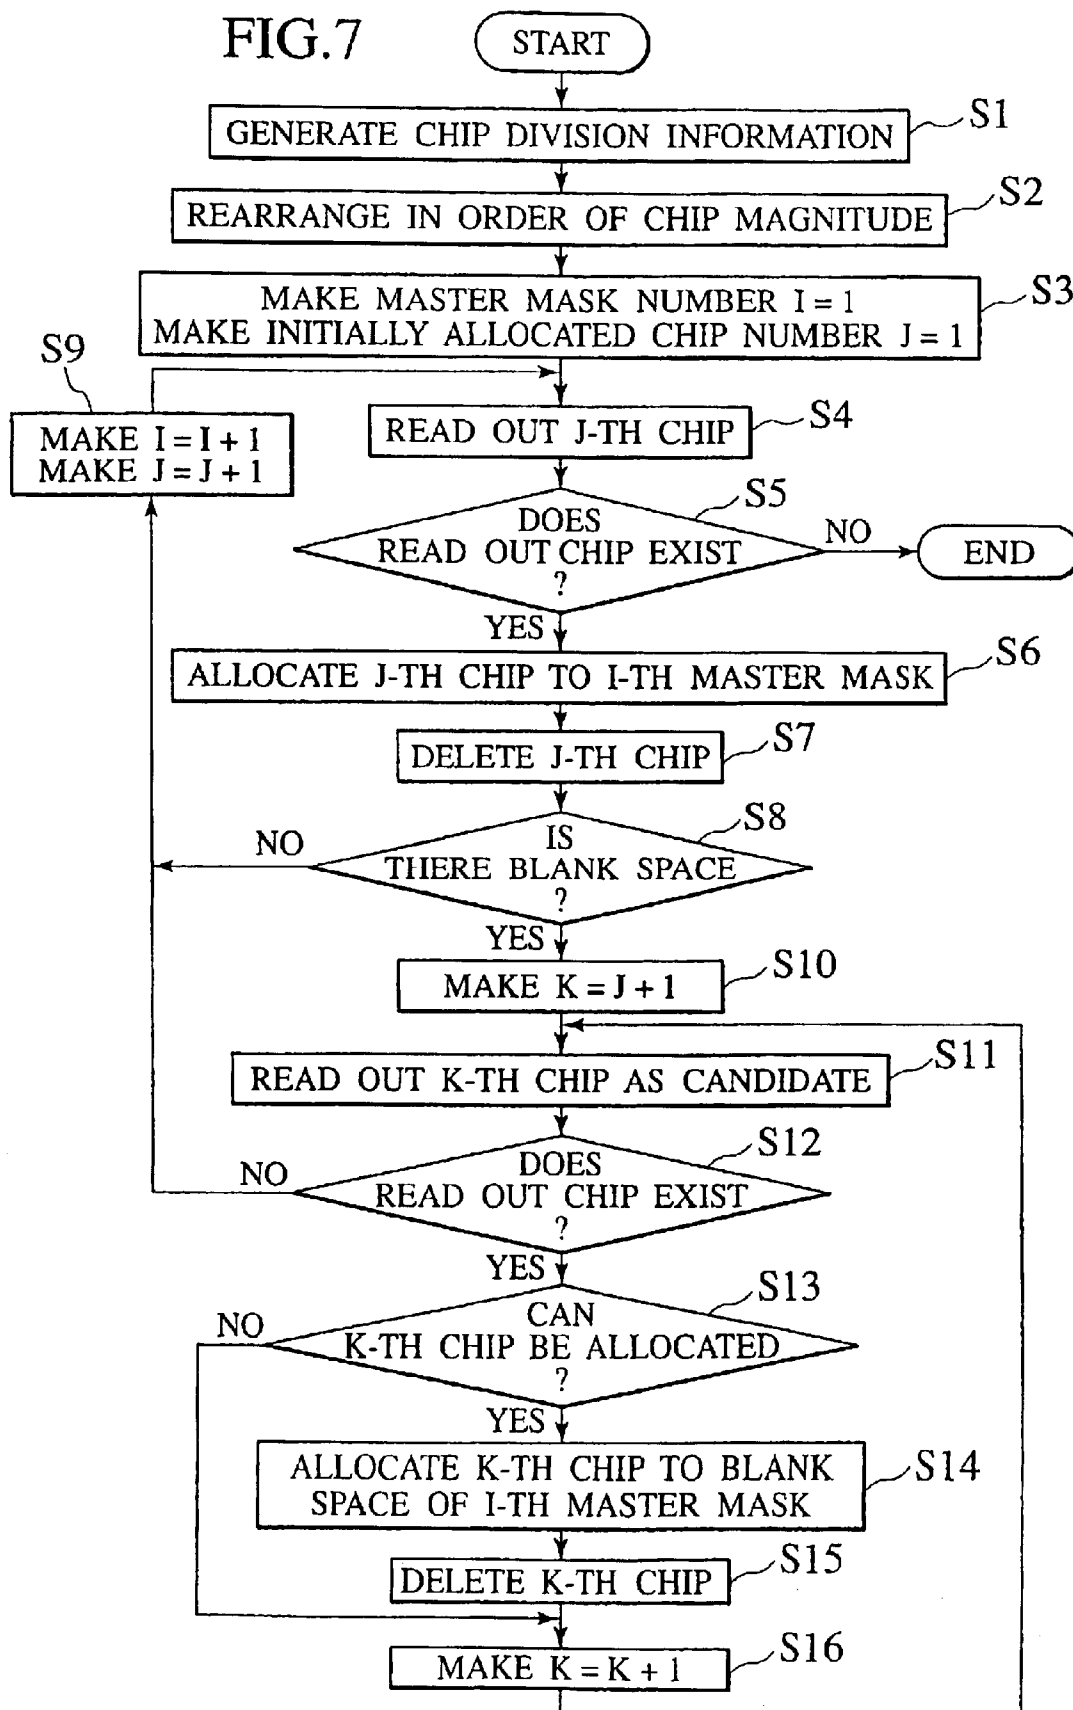 FIG.7
START
GENERATE CHIP DIVISION INFORMATION
S1
REARRANGE IN ORDER OF CHIP MAGNITUDE
S2
MAKE MASTER MASK NUMBER I = 1
MAKE INITIALLY ALLOCATED CHIP NUMBER J = 1
S3
S9
MAKE I = I + 1
MAKE J = J + 1
READ OUT J-TH CHIP
S4
DOES
READ OUT CHIP EXIST
?
S5
NO
END
YES
ALLOCATE J-TH CHIP TO I-TH MASTER MASK
S6
DELETE J-TH CHIP
S7
IS
THERE BLANK SPACE
?
S8
NO
YES
MAKE K = J + 1
S10
READ OUT K-TH CHIP AS CANDIDATE
S11
DOES
READ OUT CHIP EXIST
?
S12
NO
YES
CAN
K-TH CHIP BE ALLOCATED
?
S13
NO
YES
ALLOCATE K-TH CHIP TO BLANK
SPACE OF I-TH MASTER MASK
S14
DELETE K-TH CHIP
S15
MAKE K = K + 1
S16